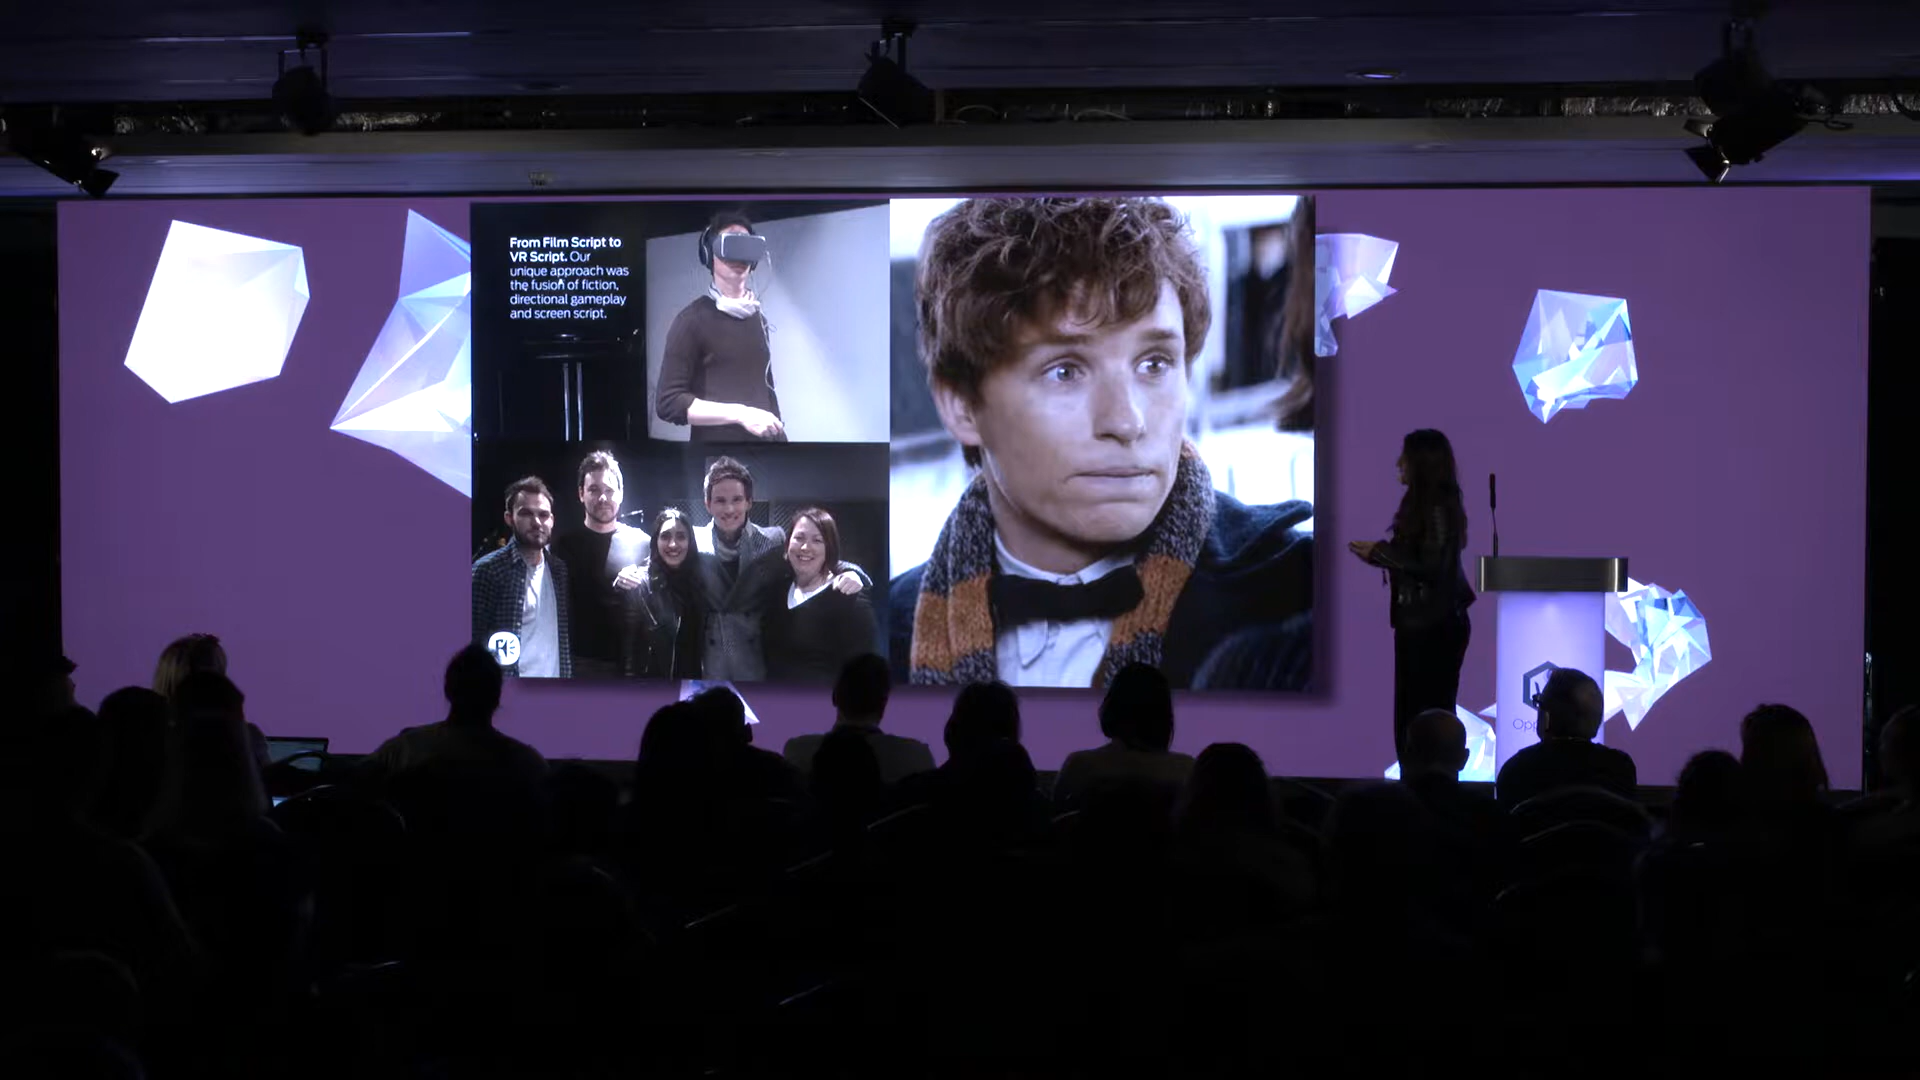 From Film Script to
VR Script. Our
unique approach was
the fusion of fiction,
directional gameplay
and screen script.